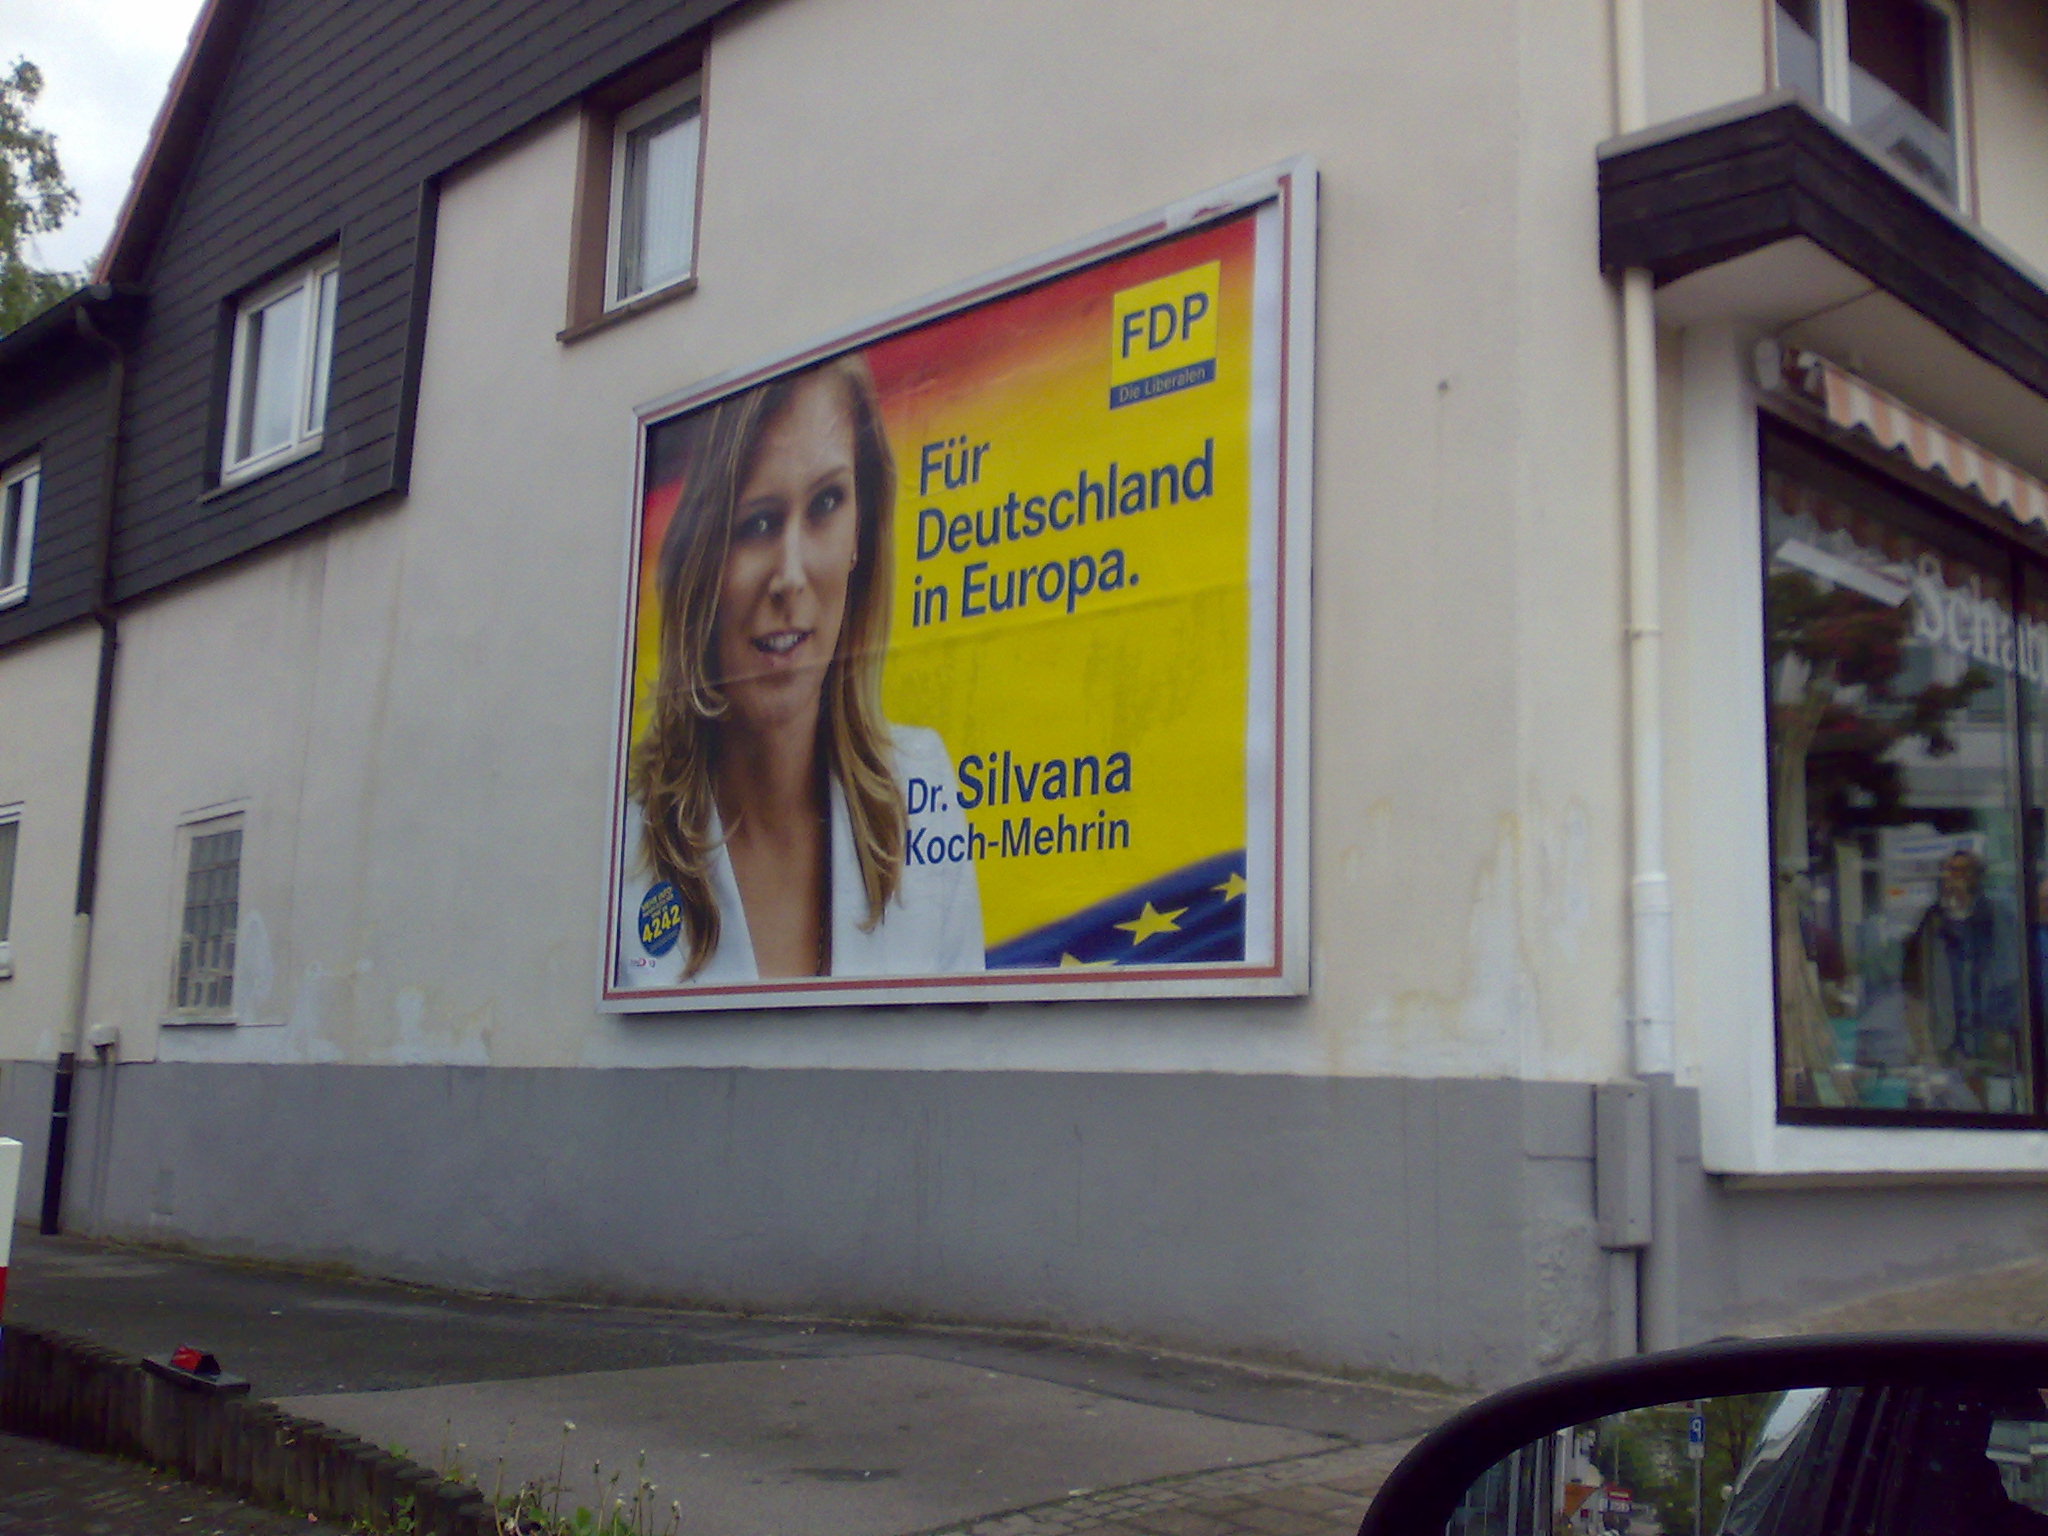 FDP
Die Liberalen
Für
Deutschland
in Europa.
Dr. Silvana
Koch-Mehrin
4242